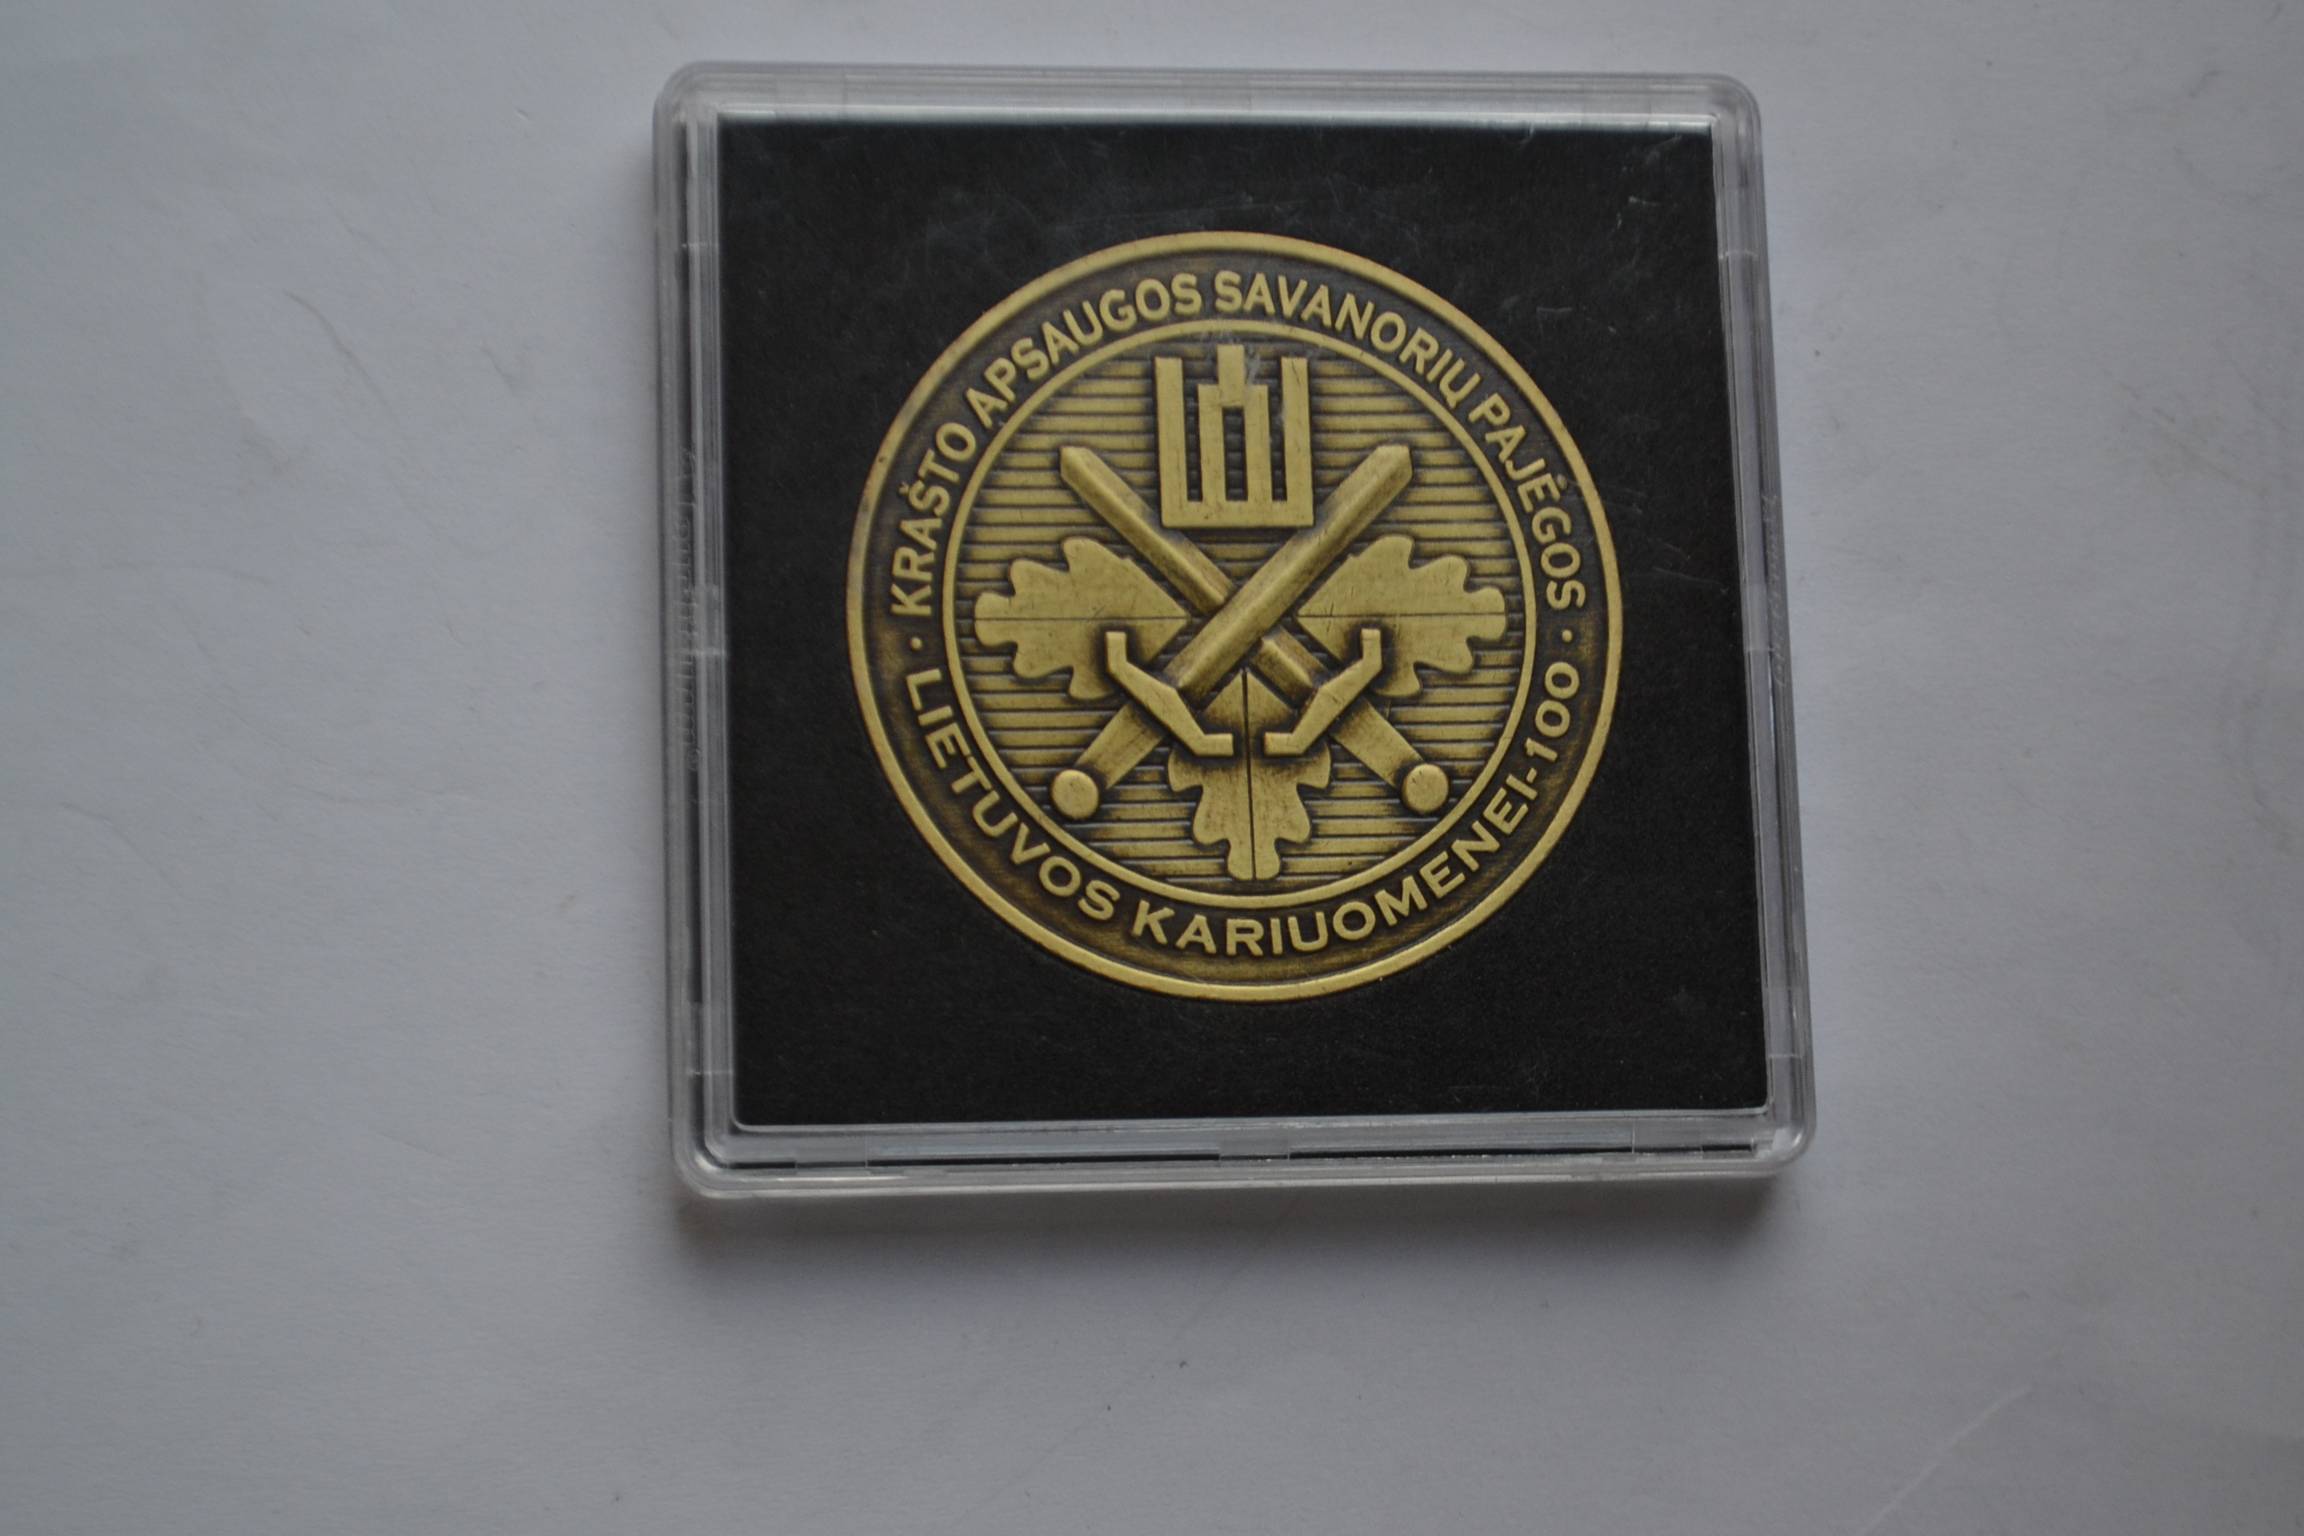 KRAŠTO APSAUGOS SAVANORIŲ PAJĖGOS
LIETUVOS KARIUOMENEI-100